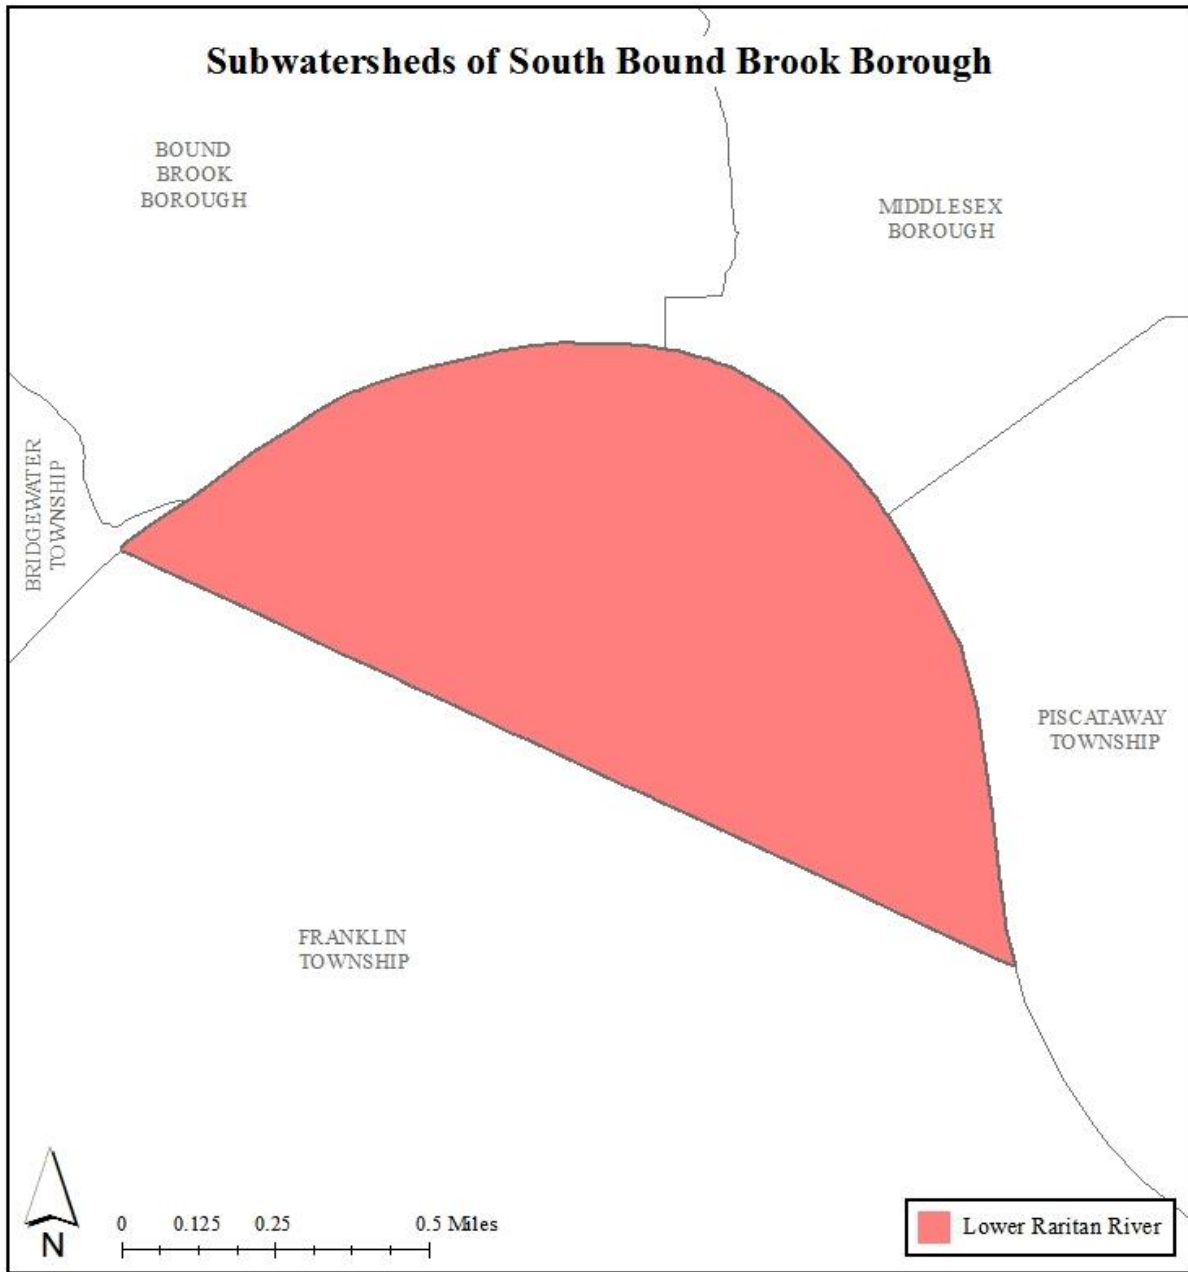 Subwatersheds of South Bound Brook Borough
BOUND
BROOK
BOROUGH
MIDDLESEX
BOROUGH
BRIDGEWATER
TOWNSHIP
PISCATAWAY
TOWNSHIP
FRANKLIN
TOWNSHIP
N
0 0.125 0.25 0.5 Miles
Lower Raritan River